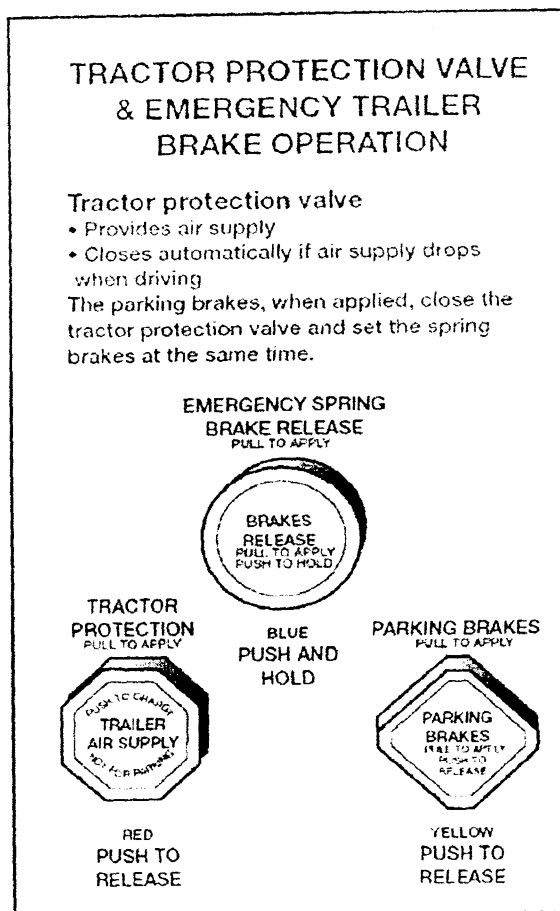 TRACTOR PROTECTION VALVE
& EMERGENCY TRAILER
BRAKE OPERATION
Tractor protection valve
• Provides air supply
• Closes automatically if air supply drops
when driving
The parking brakes, when applied, close the
tractor protection valve and set the spring
brakes at the same time.
EMERGENCY SPRING
BRAKE RELEASE
PULL TO APPLY
BRAKES
RELEASE
PULL TO APPLY
PUSH TO HOLD
BLUE
PUSH AND
HOLD
TRACTOR
PROTECTION
PULL TO APPLY
PUSH TO CHARGE
TRAILER
AIR SUPPLY
NOT FOR PARKING
RED
PUSH TO
RELEASE
PARKING BRAKES
PULL TO APPLY
PARKING
BRAKES
PULL TO APPLY
PUSH TO
RELEASE
YELLOW
PUSH TO
RELEASE